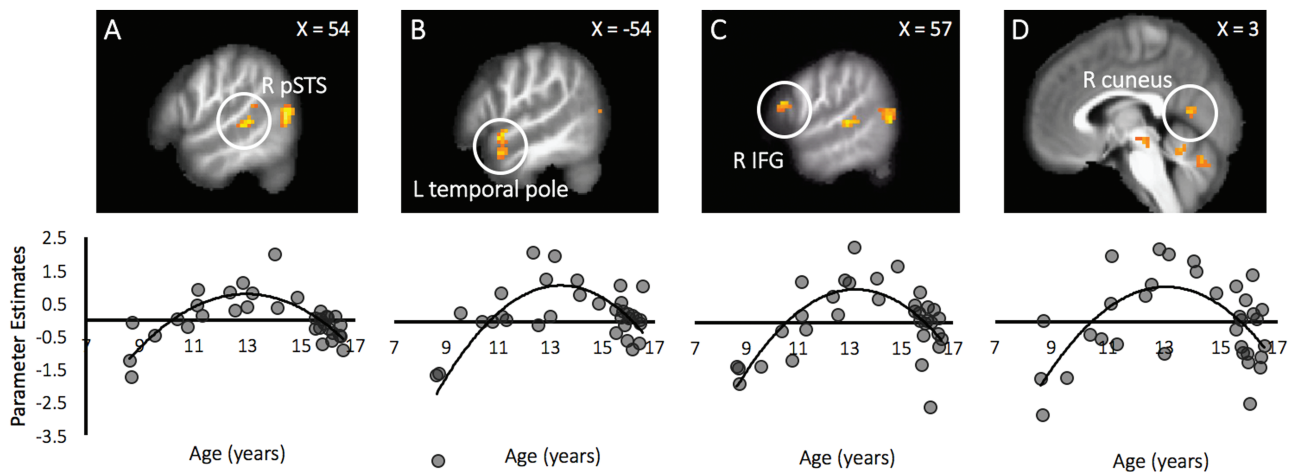 A X = 54
R pSTS
B X = -54
L temporal pole
C X = 57
R IFG
D X = 3
R cuneus
Parameter Estimates
2.5
1.5
0.5
-0.5
-1.5
-2.5
-3.5
7 9 11 13 15 17
7 9 11 13 15 17
7 9 11 13 15 17
7 9 11 13 15 17
Age (years)
Age (years)
Age (years)
Age (years)